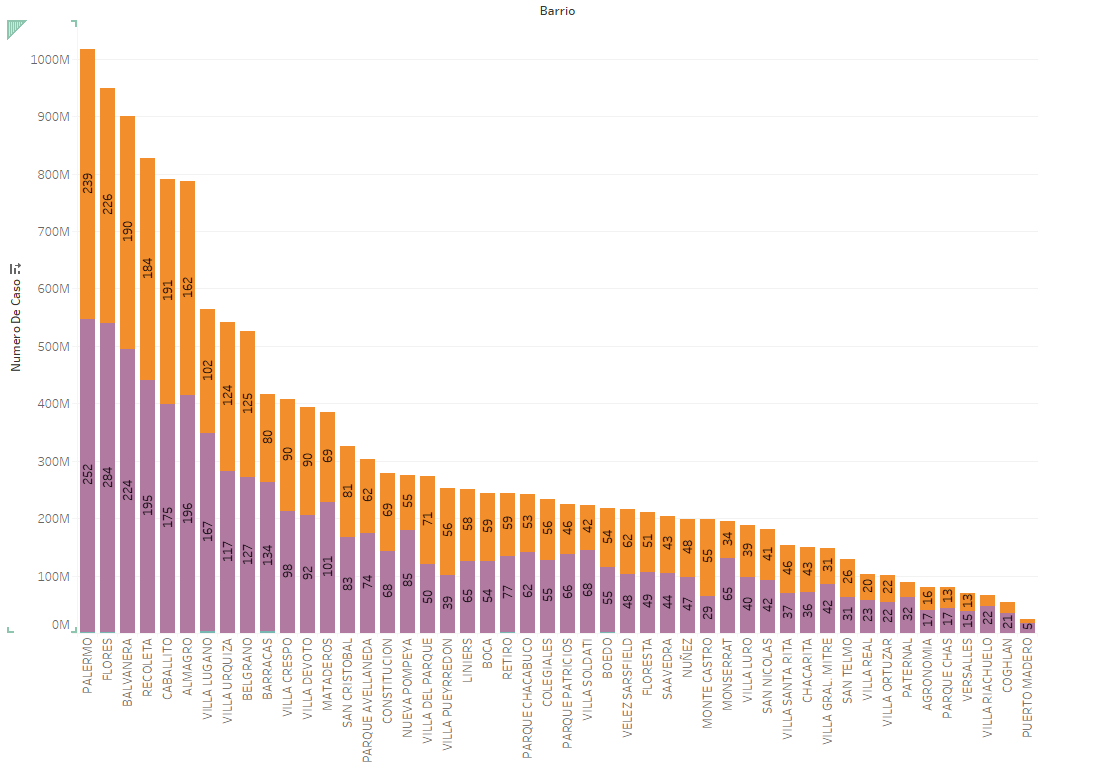 Barrio
Numero De Caso
1000M
900M
800M
700M
600M
500M
400M
300M
200M
100M
0M
239 226 190 184 191 162 102 124 125 80 90 90 69 81 62 69 55 71 56 58 59 59 53 56 46 42 54 62 51 43 48 55 34 39 41 46 43 31 26 20 22 16 13 13
252 284 224 195 175 196 167 117 127 134 98 92 101 83 74 68 85 50 39 65 54 77 62 55 66 68 55 48 49 44 47 29 65 40 42 37 36 42 31 23 22 32 17 17 15 22 21 5
PALERMO
FLORES
BALVANERA
RECOLETA
CABALLITO
ALMAGRO
VILLA LUGANO
VILLA URQUIZA
BELGRANO
BARRACAS
VILLA CRESPO
VILLA DEVOTO
MATADEROS
SAN CRISTOBAL
PARQUE AVELLANEDA
CONSTITUCION
NUEVA POMPEYA
VILLA DEL PARQUE
VILLA PUEYRREDON
LINIERS
BOCA
RETIRO
PARQUE CHACABUCO
COLEGIALES
PARQUE PATRICIOS
VILLA SOLDATI
BOEDO
VELEZ SARSFIELD
FLORESTA
SAAVEDRA
NUÑEZ
MONTE CASTRO
MONSERRAT
VILLA LURO
SAN NICOLAS
VILLA SANTA RITA
CHACARITA
VILLA GRAL. MITRE
SAN TELMO
VILLA REAL
VILLA ORTUZAR
PATERNAL
AGRONOMIA
PARQUE CHAS
VERSALLES
VILLA RIACHUELO
COGHLAN
PUERTO MADERO